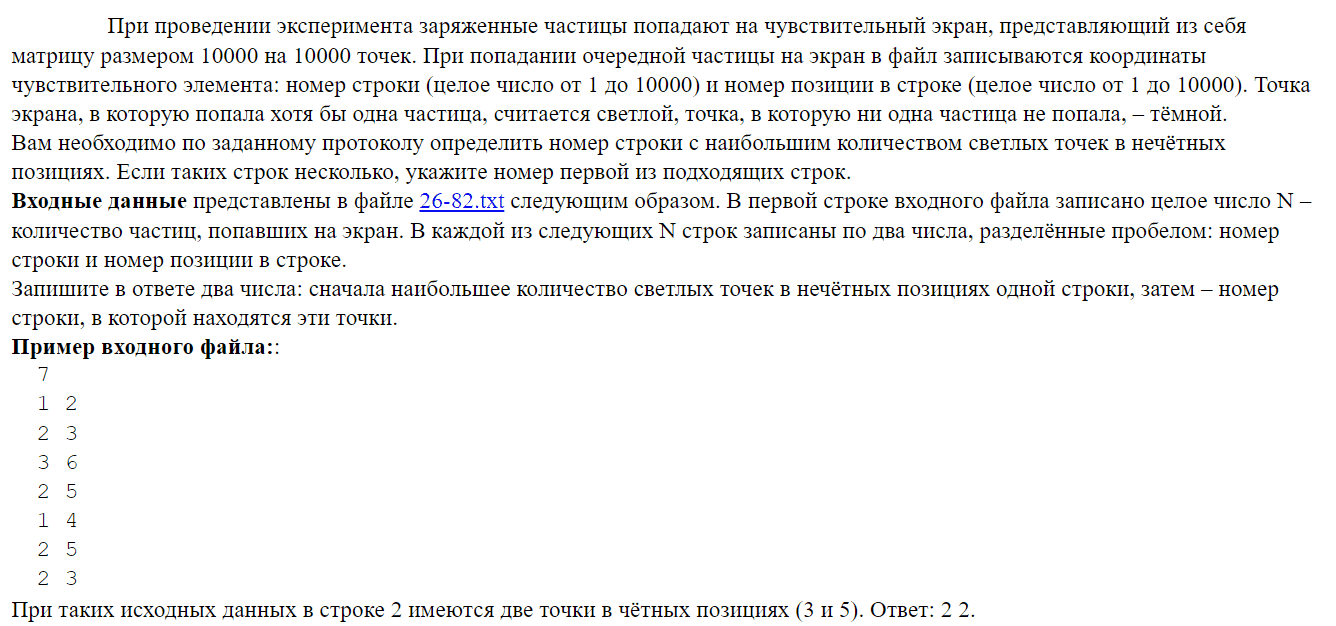 При проведении эксперимента заряженные частицы попадают на чувствительный экран, представляющий из себя
матрицу размером 10000 на 10000 точек. При попадании очередной частицы на экран в файл записываются координаты
чувствительного элемента: номер строки (целое число от 1 до 10000) и номер позиции в строке (целое число от 1 до 10000). Точка
экрана, в которую попала хотя бы одна частица, считается светлой, точка, в которую ни одна частица не попала, – тёмной.
Вам необходимо по заданному протоколу определить номер строки с наибольшим количеством светлых точек в нечётных
позициях. Если таких строк несколько, укажите номер первой из подходящих строк.
Входные данные представлены в файле 26-82.txt следующим образом. В первой строке входного файла записано целое число N –
количество частиц, попавших на экран. В каждой из следующих N строк записаны по два числа, разделённые пробелом: номер
строки и номер позиции в строке.
Запишите в ответе два числа: сначала наибольшее количество светлых точек в нечётных позициях одной строки, затем – номер
строки, в которой находятся эти точки.
Пример входного файла::
7
1 2
2 3
3 6
2 5
1 4
2 5
2 3
При таких исходных данных в строке 2 имеются две точки в чётных позициях (3 и 5). Ответ: 2 2.